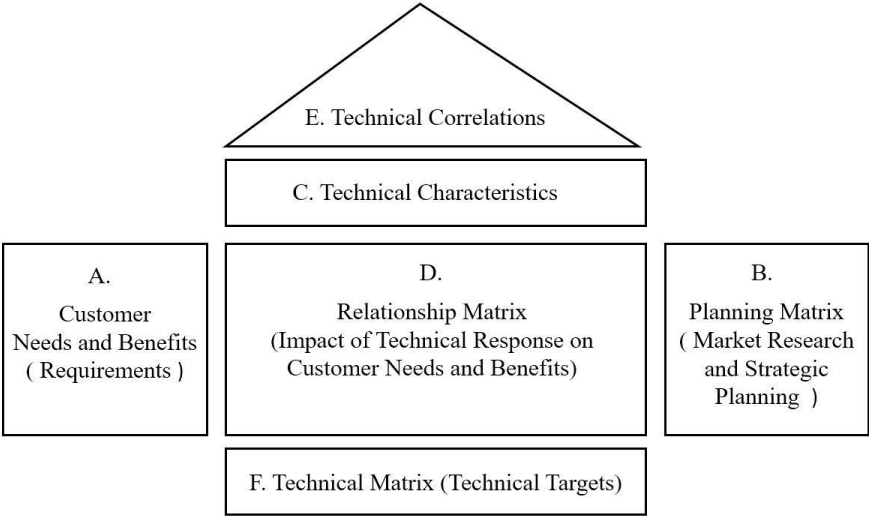 E. Technical Correlations
C. Technical Characteristics
A.
Customer
Needs and Benefits
( Requirements )
D.
Relationship Matrix
(Impact of Technical Response on
Customer Needs and Benefits)
B.
Planning Matrix
( Market Research
and Strategic
Planning )
F. Technical Matrix (Technical Targets)